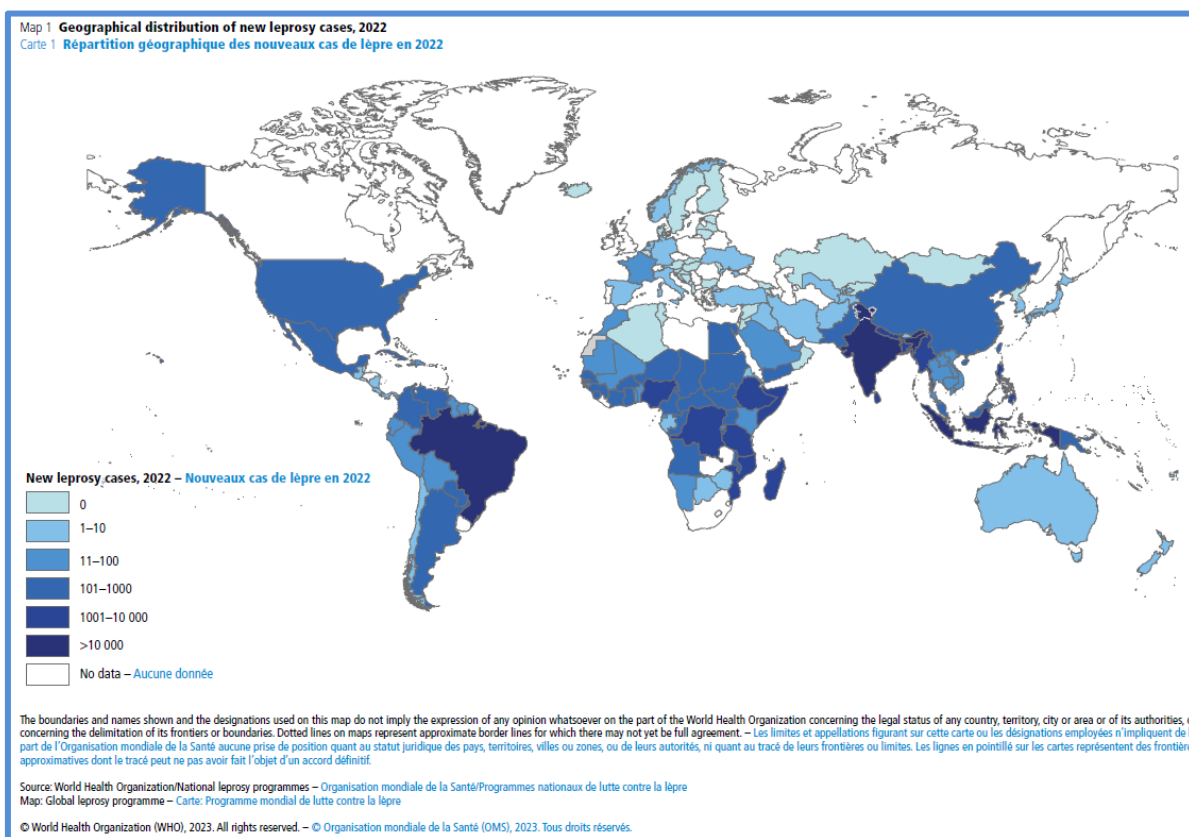 Map 1 Geographical distribution of new leprosy cases, 2022
Carte 1 Répartition géographique des nouveaux cas de lèpre en 2022
New leprosy cases, 2022 – Nouveaux cas de lèpre en 2022
0
1–10
11–100
101–1000
1001–10 000
>10 000
No data – Aucune donnée
The boundaries and names shown and the designations used on this map do not imply the expression of any opinion whatsoever on the part of the World Health Organization concerning the legal status of any country, territory, city or area or of its authorities,
concerning the delimitation of its frontiers or boundaries. Dotted lines on maps represent approximate border lines for which there may not yet be full agreement. – Les limites et appellations figurant sur cette carte ou les désignations employées n'impliquent de
part de l'Organisation mondiale de la Santé aucune prise de position quant au statut juridique des pays, territoires, villes ou zones, ou de leurs autorités, ni quant au tracé de leurs frontières ou limites. Les lignes en pointillé sur les cartes représentent des
approximatives dont le tracé peut ne pas avoir fait l'objet d'un accord définitif.
Source: World Health Organization/National leprosy programmes – Organisation mondiale de la Santé/Programmes nationaux de lutte contre la lèpre
Map: Global leprosy programme – Carte: Programme mondial de lutte contre la lèpre
© World Health Organization (WHO), 2023. All rights reserved. – © Organisation mondiale de la Santé (OMS), 2023. Tous droits réservés.